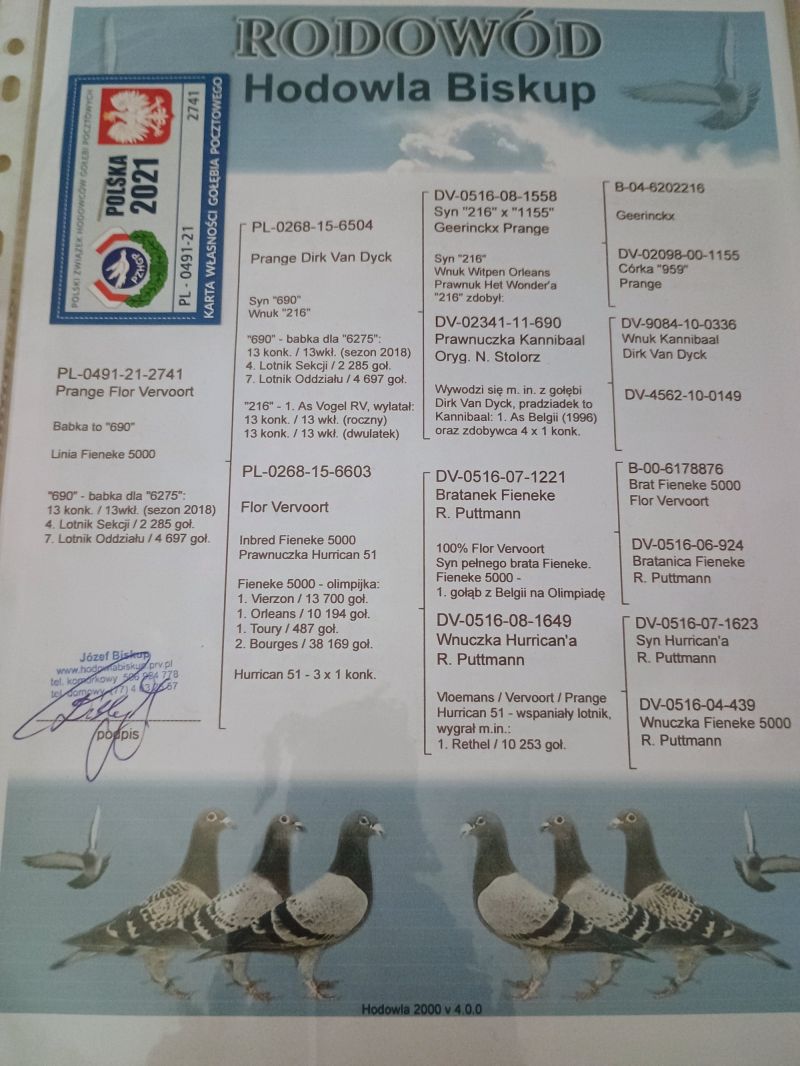 RODOWÓD
Hodowla Biskup
POLSKI ZWIĄZEK HODOWCÓW GOŁĘBI POCZTOWYCH
POLSKA
2021
PZHGP
PL - 0491-21
2741
KARTA WŁASNOŚCI GOŁĘBIA POCZTOWEGO
PL-0491-21-2741
Prange Flor Vervoort
Babka to "690"
Linia Fieneke 5000
"690" - babka dla "6275":
13 konk. / 13wkł. (sezon 2018)
4. Lotnik Sekcji / 2 285 goł.
7. Lotnik Oddziału / 4 697 goł.
Józef Biskup
www.hodowlabiskup.prv.pl
tel. komórkowy
778
tel. domowy (77) 4
podpis
PL-0268-15-6504
Prange Dirk Van Dyck
Syn "690"
Wnuk "216"
"690" - babka dla "6275":
13 konk. / 13wkł. (sezon 2018)
4. Lotnik Sekcji / 2 285 goł.
7. Lotnik Oddziału / 4 697 goł.
"216" - 1. As Vogel RV, wylatał:
13 konk. / 13 wkł. (roczny)
13 konk. / 13 wkł. (dwulatek)
PL-0268-15-6603
Flor Vervoort
Inbred Fieneke 5000
Prawnuczka Hurrican 51
Fieneke 5000 - olimpijka:
1. Vierzon / 13 700 goł.
1. Orleans / 10 194 goł.
1. Toury / 487 goł.
2. Bourges / 38 169 goł.
Hurrican 51 - 3 x 1 konk.
DV-0516-08-1558
Syn "216" x "1155"
Geerinckx Prange
Syn "216"
Wnuk Witpen Orleans
Prawnuk Het Wonder'a
"216" zdobył:
DV-02341-11-690
Prawnuczka Kannibaal
Oryg. N. Stolorz
Wywodzi się m. in. z gołębi
Dirk Van Dyck, pradziadek to
Kannibaal: 1. As Belgii (1996)
oraz zdobywca 4 x 1 konk.
DV-0516-07-1221
Bratanek Fieneke
R. Puttmann
100% Flor Vervoort
Syn pełnego brata Fieneke.
Fieneke 5000 -
1. gołąb z Belgii na Olimpiadę
DV-0516-08-1649
Wnuczka Hurrican'a
R. Puttmann
Vloemans / Vervoort / Prange
Hurrican 51 - wspaniały lotnik,
wygrał m.in.:
1. Rethel / 10 253 goł.
B-04-6202216
Geerinckx
DV-02098-00-1155
Córka "959"
Prange
DV-9084-10-0336
Wnuk Kannibaal
Dirk Van Dyck
DV-4562-10-0149
B-00-6178876
Brat Fieneke 5000
Flor Vervoort
DV-0516-06-924
Bratanica Fieneke
R. Puttmann
DV-0516-07-1623
Syn Hurrican'a
R. Puttmann
DV-0516-04-439
Wnuczka Fieneke 5000
R. Puttmann
Hodowla 2000 v 4.0.0